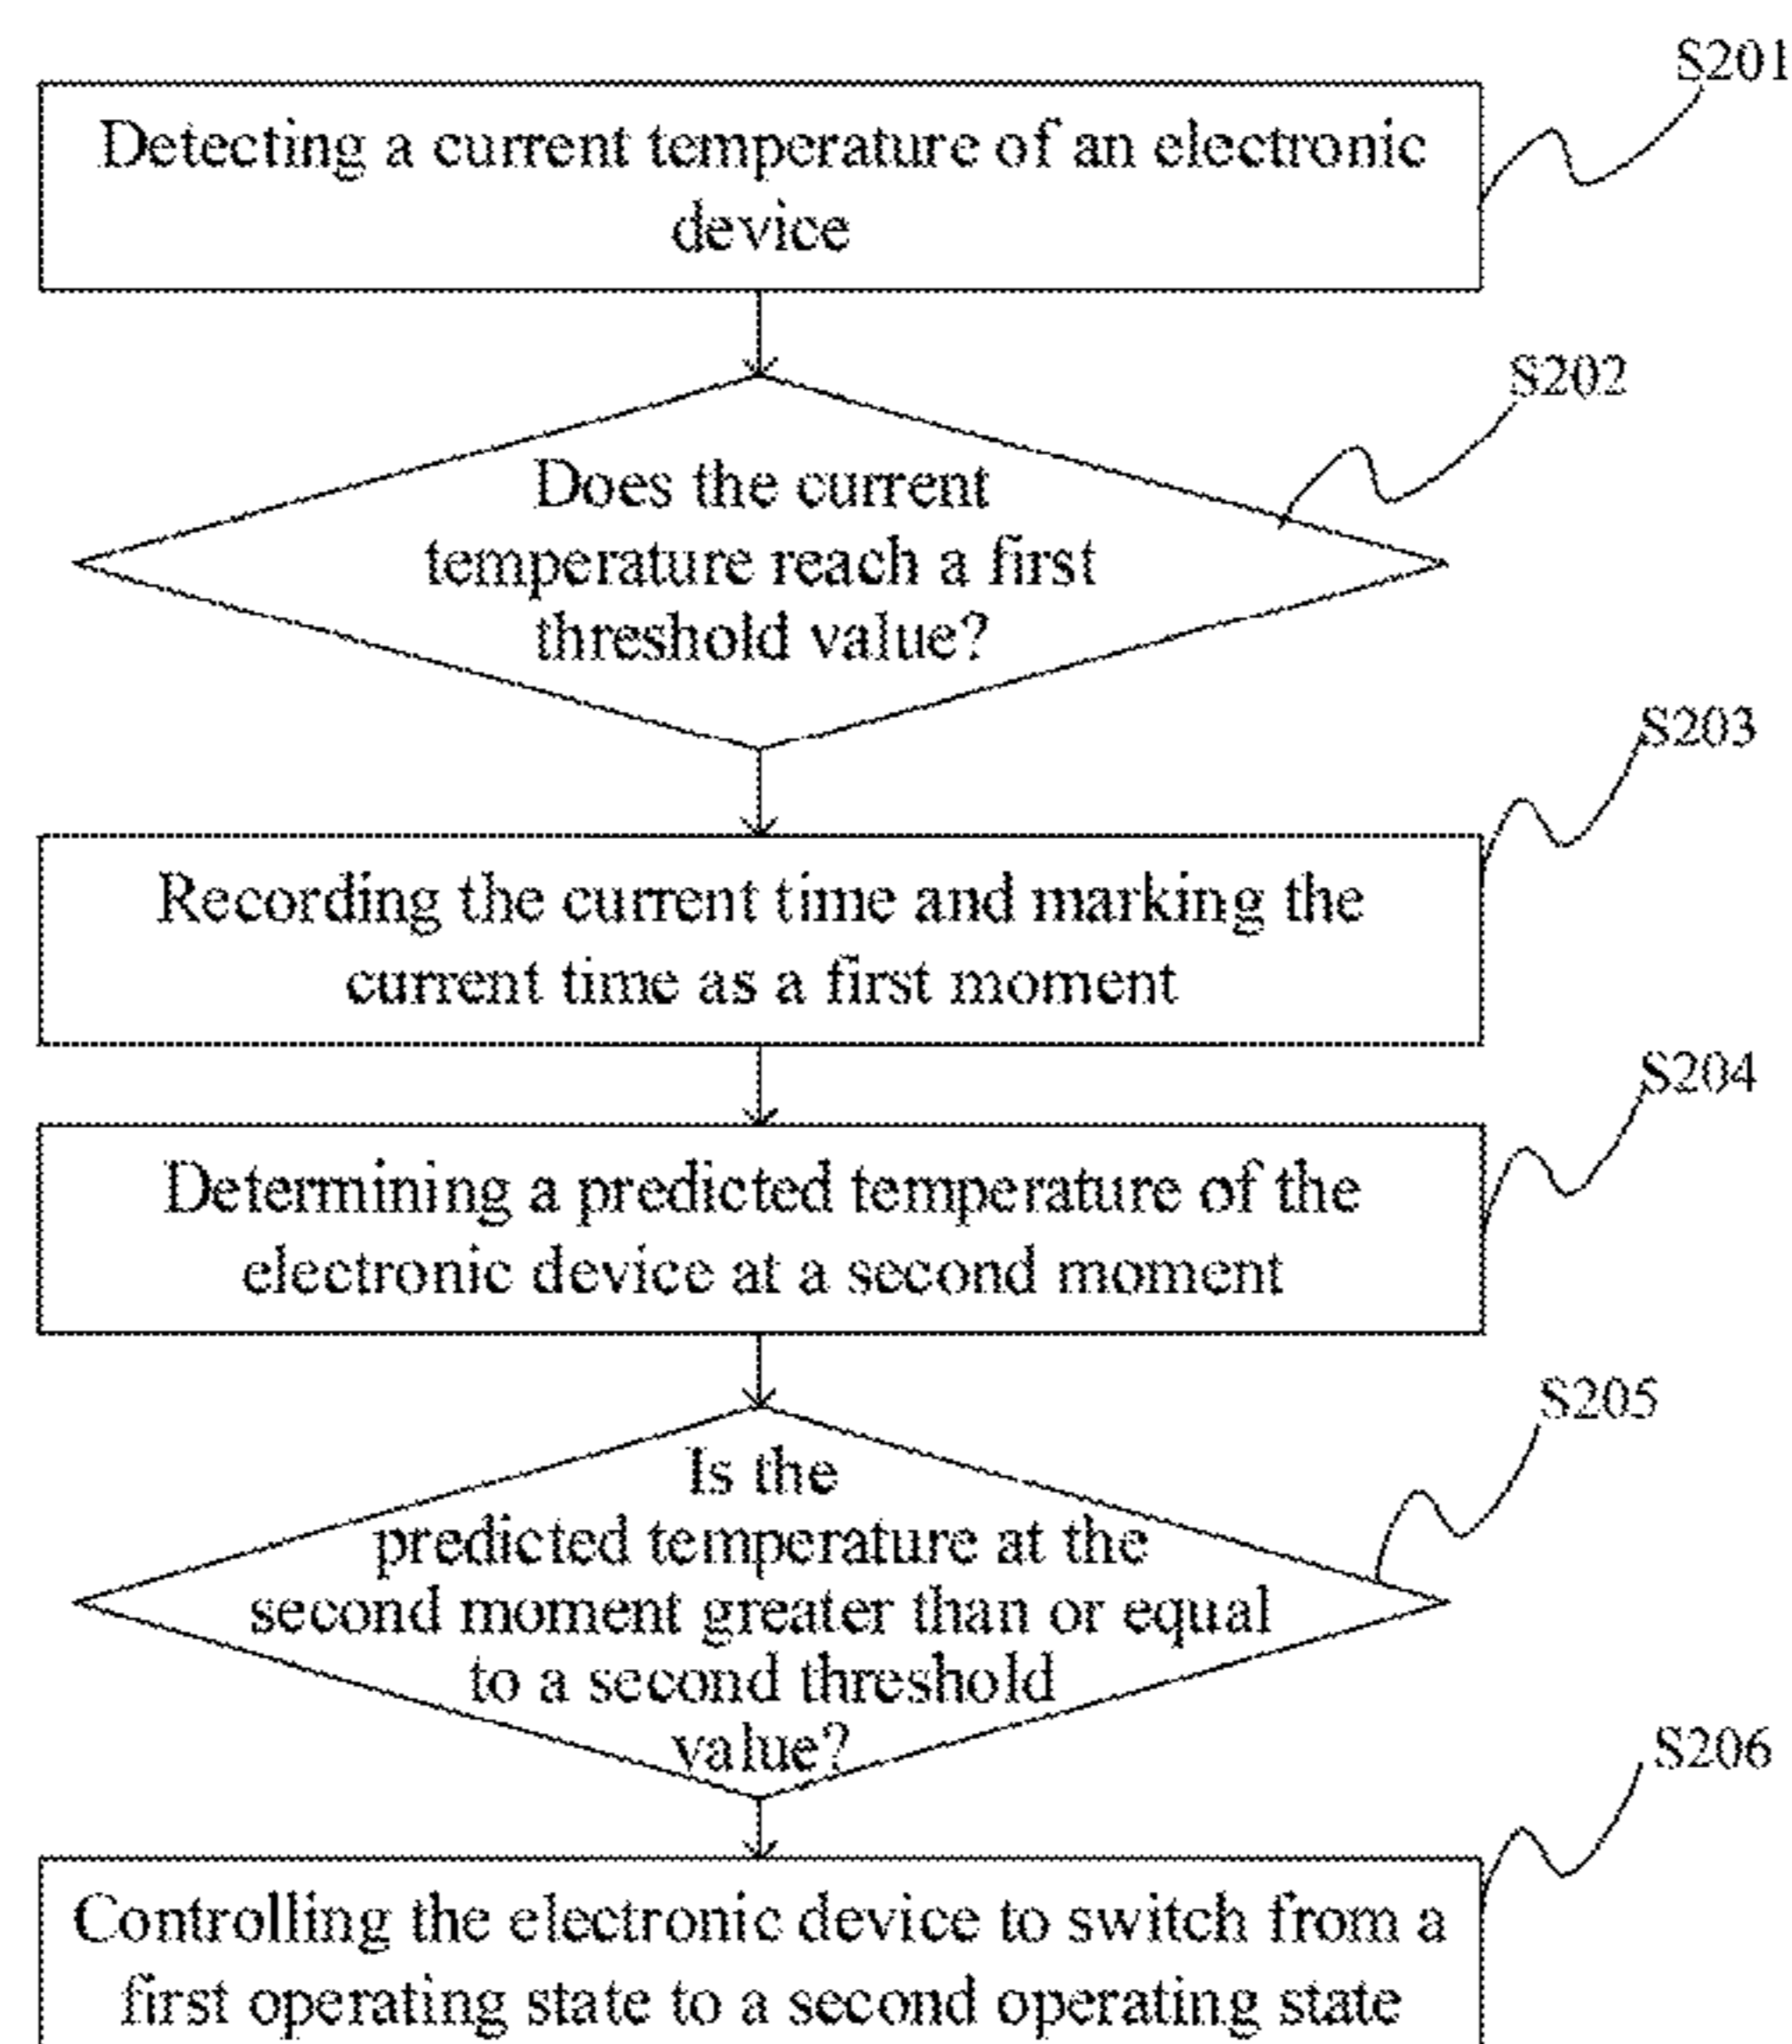 S201
Detecting a current temperature of an electronic
device
S202
Does the current
temperature reach a first
threshold value?
S203
Recording the current time and marking the
current time as a first moment
S204
Determining a predicted temperature of the
electronic device at a second moment
S205
Is the
predicted temperature at the
second moment greater than or equal
to a second threshold
value?
S206
Controlling the electronic device to switch from a
first operating state to a second operating state